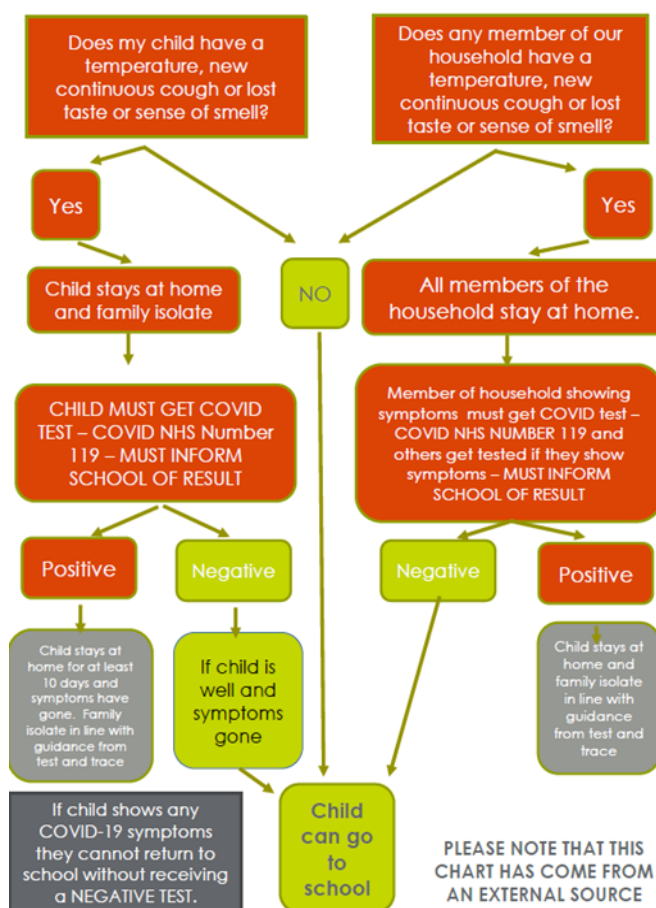 Does my child have a
temperature, new
continuous cough or lost
taste or sense of smell?
Does any member of our
household have a
temperature, new
continuous cough or lost
taste or sense of smell?
Yes
NO
Yes
Child stays at home
and family isolate
All members of the
household stay at home.
CHILD MUST GET COVID
TEST – COVID NHS Number
119 – MUST INFORM
SCHOOL OF RESULT
Member of household showing
symptoms must get COVID test –
COVID NHS NUMBER 119 and
others get tested if they show
symptoms – MUST INFORM
SCHOOL OF RESULT
Positive
Negative
Negative
Positive
Child stays at
home for at least
10 days and
symptoms have
gone. Family
isolate in line with
guidance from
test and trace
If child is
well and
symptoms
gone
Child stays at
home and
family isolate
in line with
guidance
from test and
trace
If child shows any
COVID-19 symptoms
they cannot return to
school without receiving
a NEGATIVE TEST.
Child
can go
to
school
PLEASE NOTE THAT THIS
CHART HAS COME FROM
AN EXTERNAL SOURCE